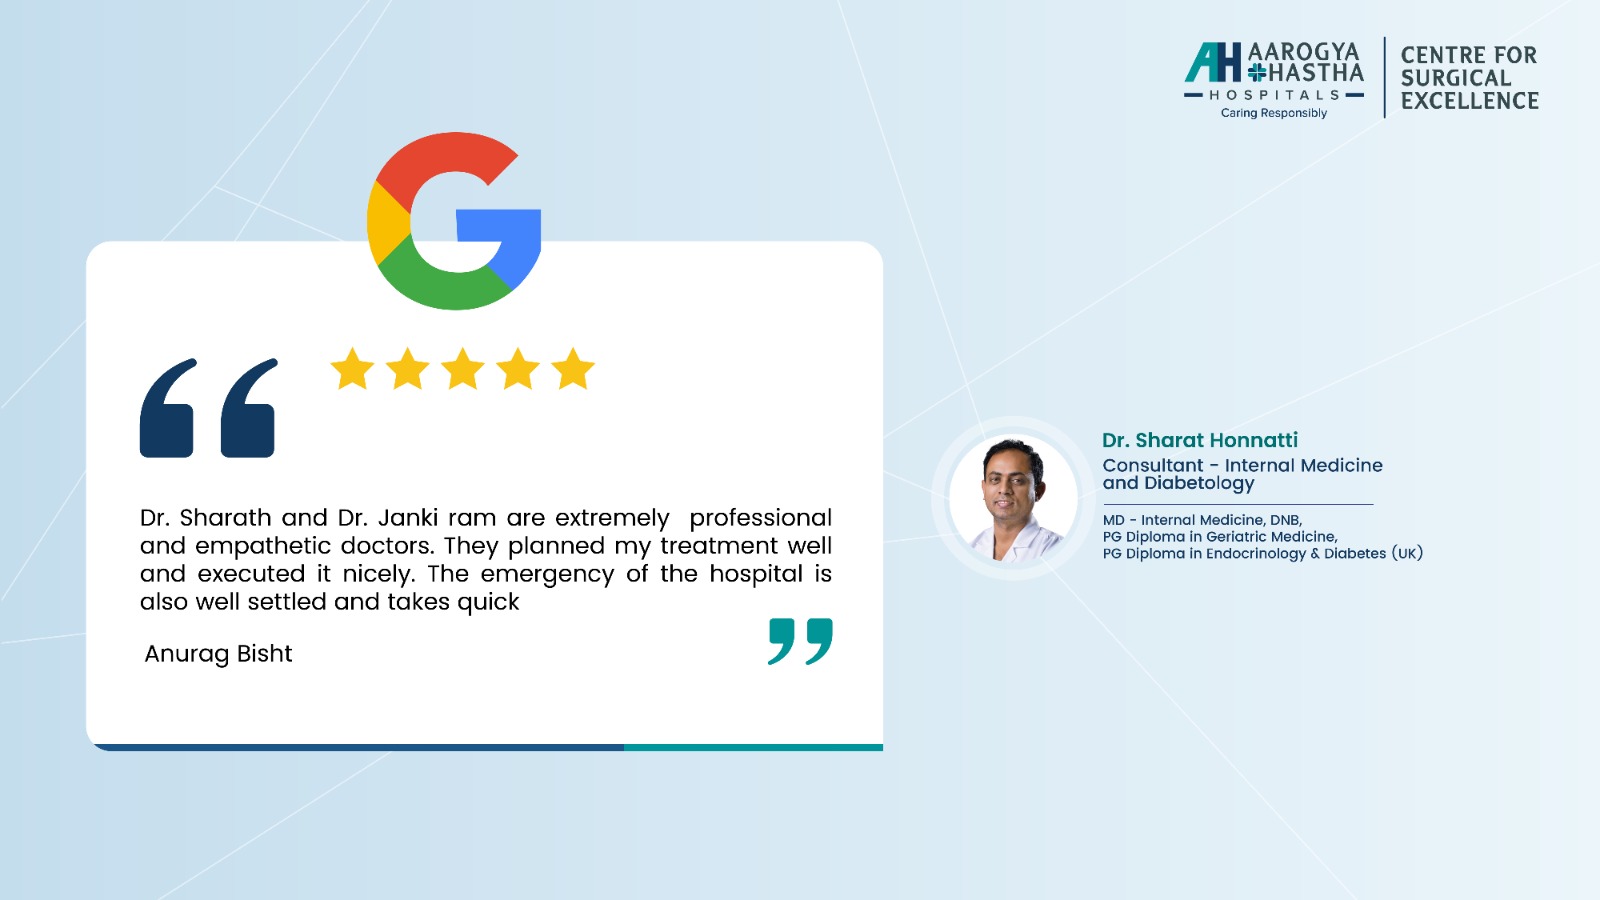 AH AAROGYA
HASTHA
HOSPITALS
Caring Responsibly
CENTRE FOR
SURGICAL
EXCELLENCE
G
Dr. Sharath and Dr. Janki ram are extremely professional
and empathetic doctors. They planned my treatment well
and executed it nicely. The emergency of the hospital is
also well settled and takes quick
Anurag Bisht
Dr. Sharat Honnatti
Consultant - Internal Medicine
and Diabetology
MD - Internal Medicine, DNB,
PG Diploma in Geriatric Medicine,
PG Diploma in Endocrinology & Diabetes (UK)